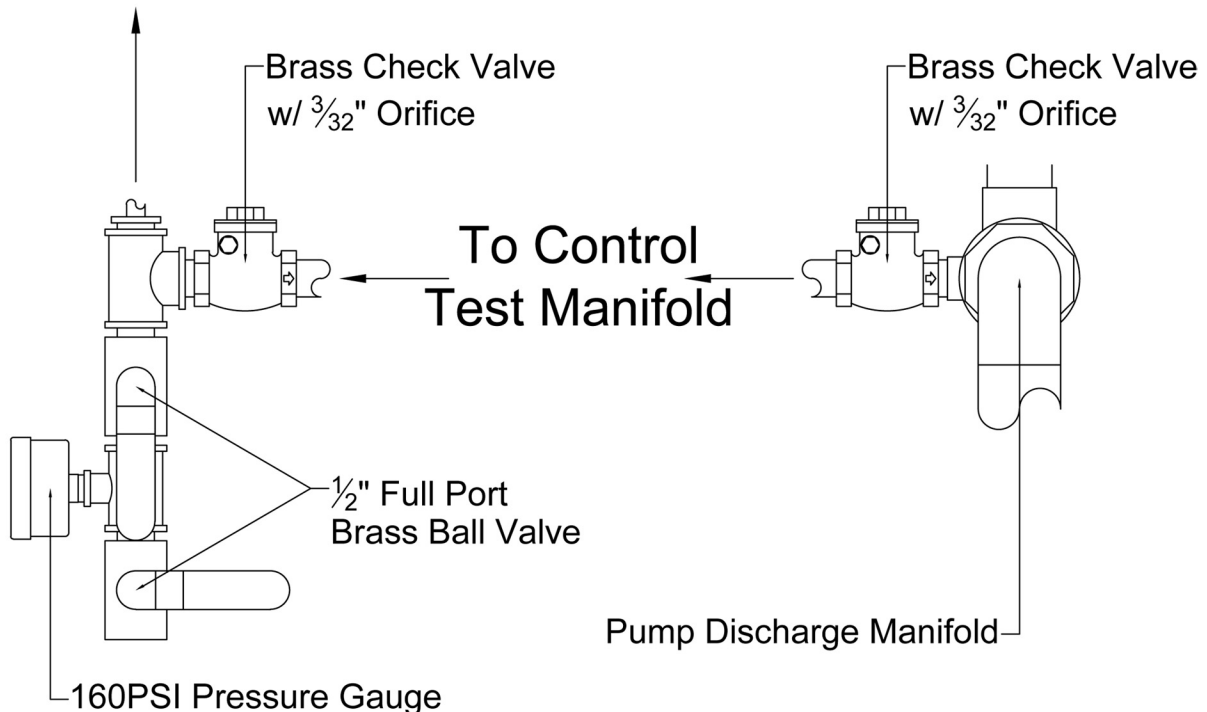 Brass Check Valve
w/ 3⁄32" Orifice
Brass Check Valve
w/ 3⁄32" Orifice
To Control
Test Manifold
1⁄2" Full Port
Brass Ball Valve
Pump Discharge Manifold
160PSI Pressure Gauge